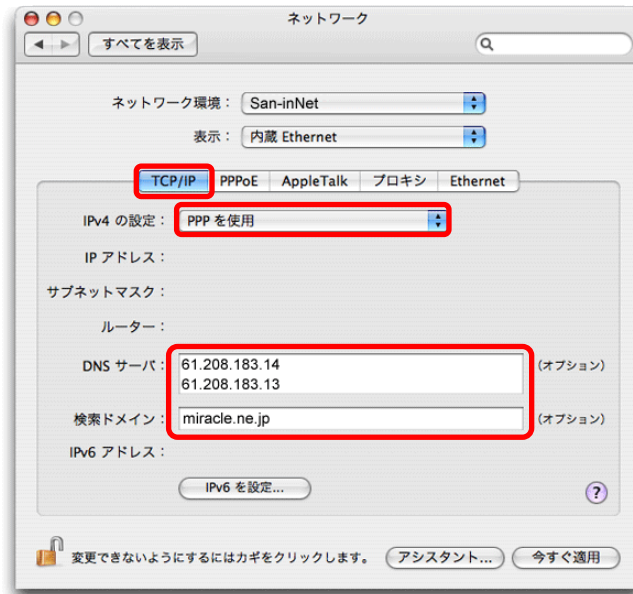 ネットワーク
すべてを表示
ネットワーク環境： San-inNet
表示： 内蔵 Ethernet
TCP/IP PPPoE AppleTalk プロキシ Ethernet
IPv4 の設定： PPP を使用
IP アドレス：
サブネットマスク：
ルーター：
DNS サーバ： 61.208.183.14 (オプション)
61.208.183.13
検索ドメイン： miracle.ne.jp (オプション)
IPv6 アドレス：
IPv6 を設定...
?
変更できないようにするにはカギをクリックします。 アシスタント... 今すぐ適用